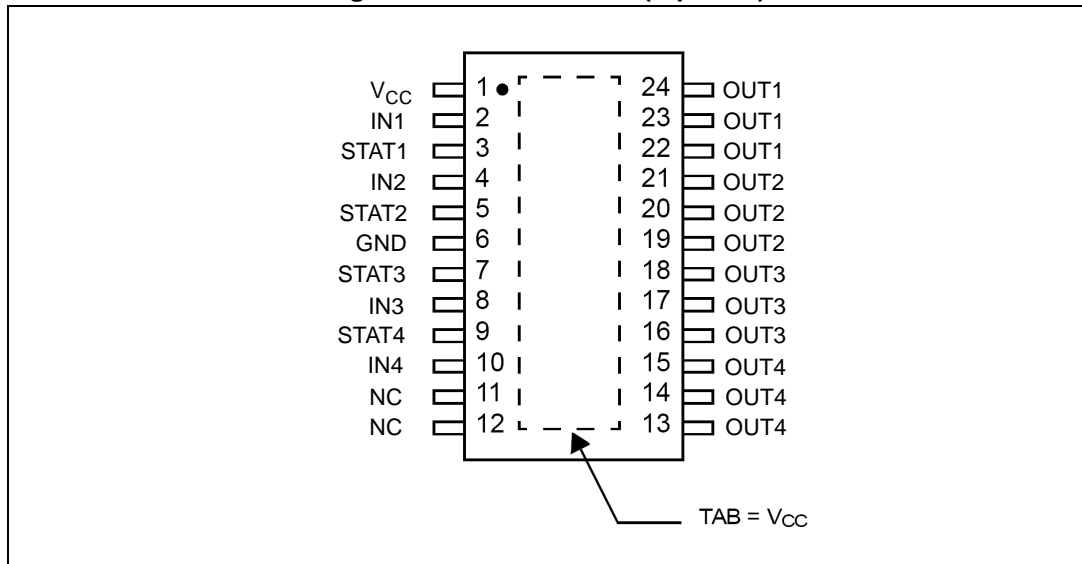 VCC 1 24 OUT1
IN1 2 23 OUT1
STAT1 3 22 OUT1
IN2 4 21 OUT2
STAT2 5 20 OUT2
GND 6 19 OUT2
STAT3 7 18 OUT3
IN3 8 17 OUT3
STAT4 9 16 OUT3
IN4 10 15 OUT4
NC 11 14 OUT4
NC 12 13 OUT4
TAB = VCC